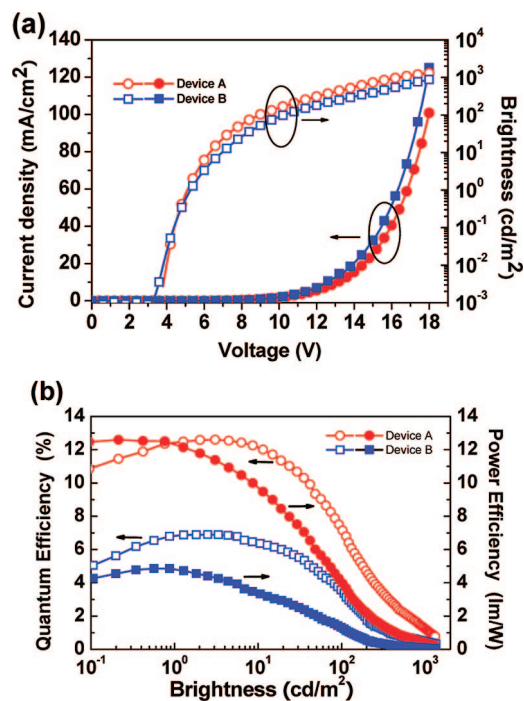 (a)
140
120
100
80
60
40
20
0
Current density (mA/cm²)
Device A
Device B
10⁴
10³
10²
10¹
10⁰
10⁻¹
10⁻²
10⁻³
Brightness (cd/m²)
0 2 4 6 8 10 12 14 16 18
Voltage (V)
(b)
14
12
10
8
6
4
2
0
Quantum Efficiency (%)
Device A
Device B
14
12
10
8
6
4
2
0
Power Efficiency (lm/W)
10⁻¹ 10⁰ 10¹ 10² 10³
Brightness (cd/m²)